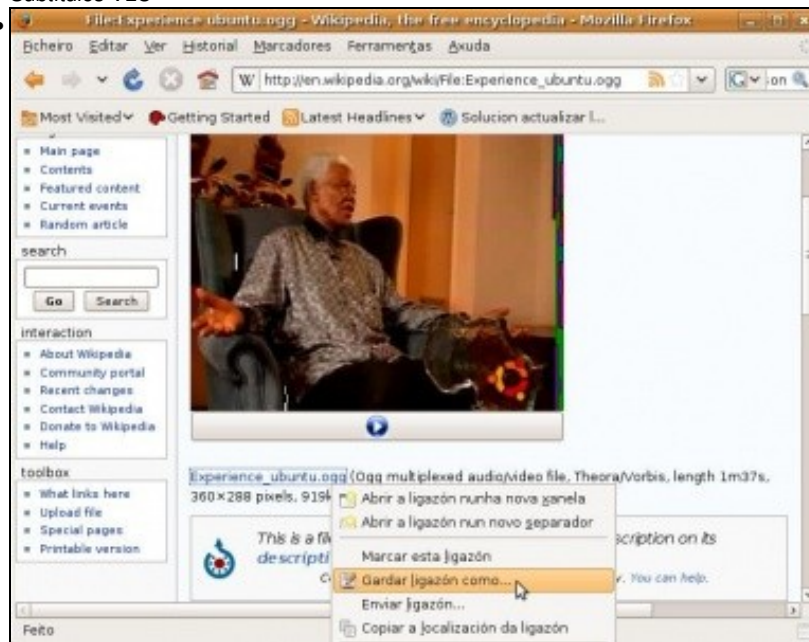 File:Experience ubuntu.ogg - Wikipedia, the free encyclopedia - Mozilla Firefox
Ficheiro Editar Ver Historial Marcadores Ferramentas Axuda
W http://en.wikipedia.org/wiki/File:Experience_ubuntu.ogg G on
Most Visited Getting Started Latest Headlines Solucion actualizar l...
Main page
Contents
Featured content
Current events
Random article
search
Go Search
interaction
About Wikipedia
Community portal
Recent changes
Contact Wikipedia
Donate to Wikipedia
Help
toolbox
What links here
Upload file
Special pages
Printable version
Experience_ubuntu.ogg (Ogg multiplexed audio/video file, Theora/Vorbis, length 1m37s,
360×288 pixels, 919k
Abrir a ligazón nunha nova xanela
Abrir a ligazón nun novo separador
Marcar esta ligazón
Gardar ligazón como...
Enviar ligazón...
Copiar a localización da ligazón
This is a fil scription on its
descripti
You can help.
Feito